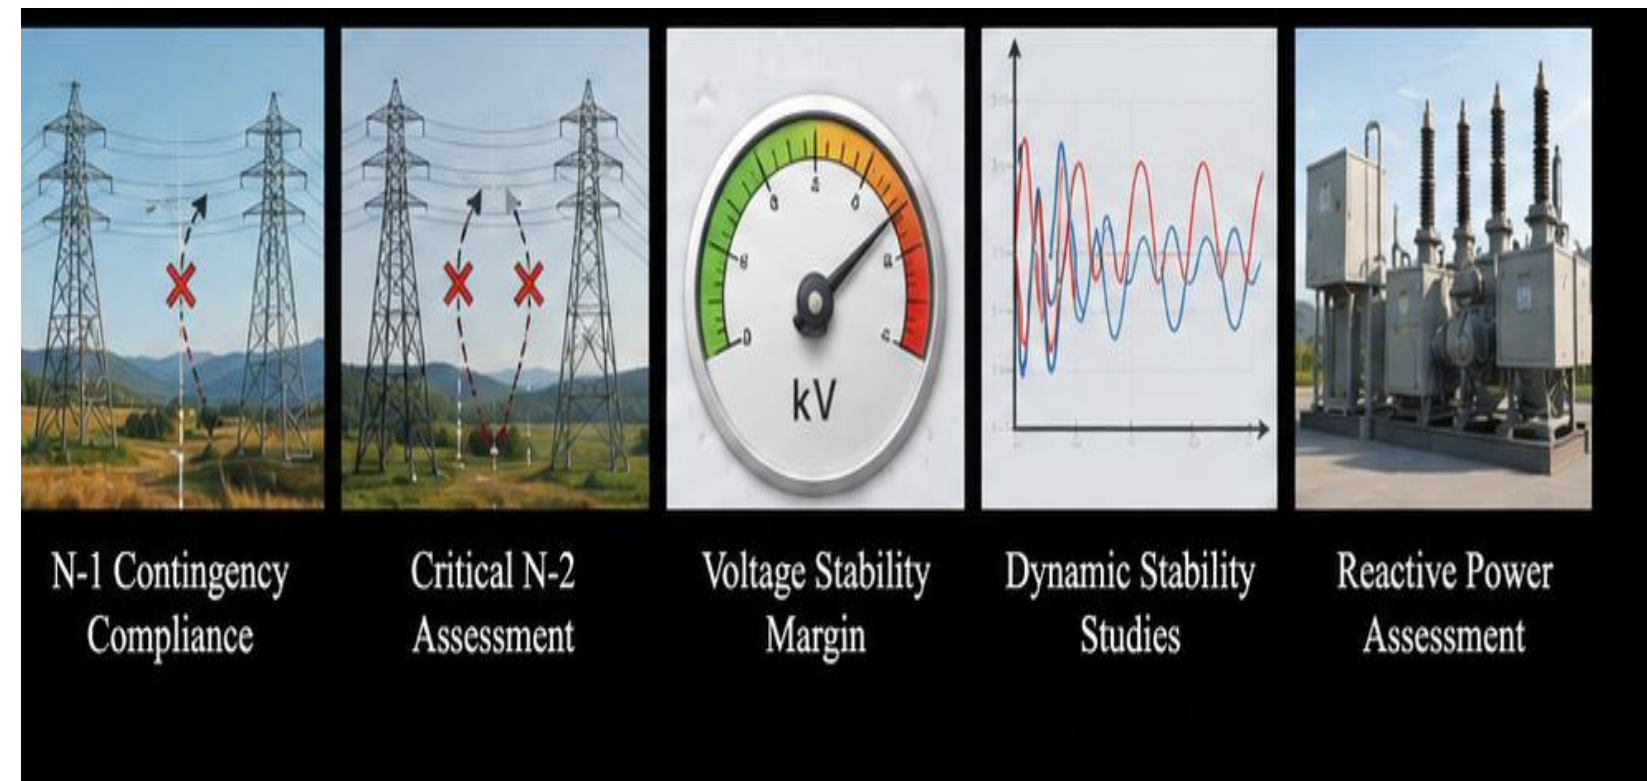 kV
N-1 Contingency
Compliance
Critical N-2
Assessment
Voltage Stability
Margin
Dynamic Stability
Studies
Reactive Power
Assessment